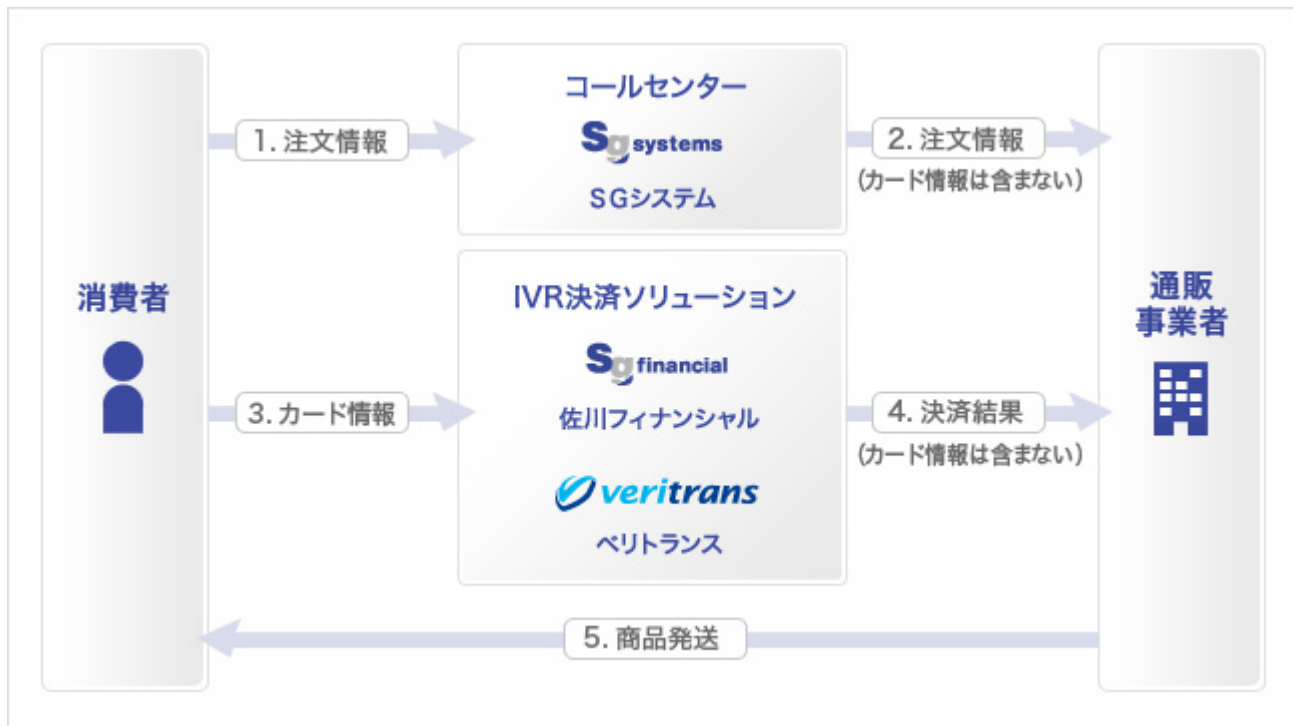 コールセンター
Sg systems
SGシステム
1. 注文情報
2. 注文情報
(カード情報は含まない)
消費者
IVR決済ソリューション
Sg financial
佐川フィナンシャル
veritrans
ベリトランス
3. カード情報
4. 決済結果
(カード情報は含まない)
通販
事業者
5. 商品発送